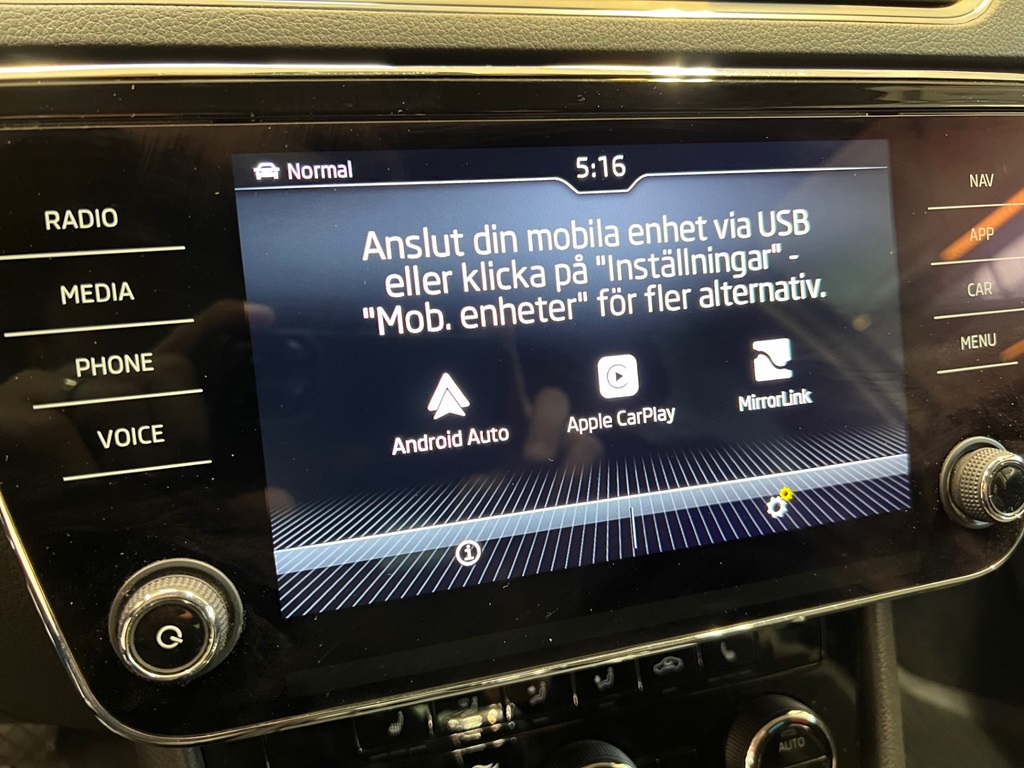 Normal
5:16
RADIO
MEDIA
PHONE
VOICE
Anslut din mobila enhet via USB
eller klicka på "Inställningar" -
"Mob. enheter" för fler alternativ.
Android Auto
Apple CarPlay
MirrorLink
NAV
APP
CAR
MENU
AUTO